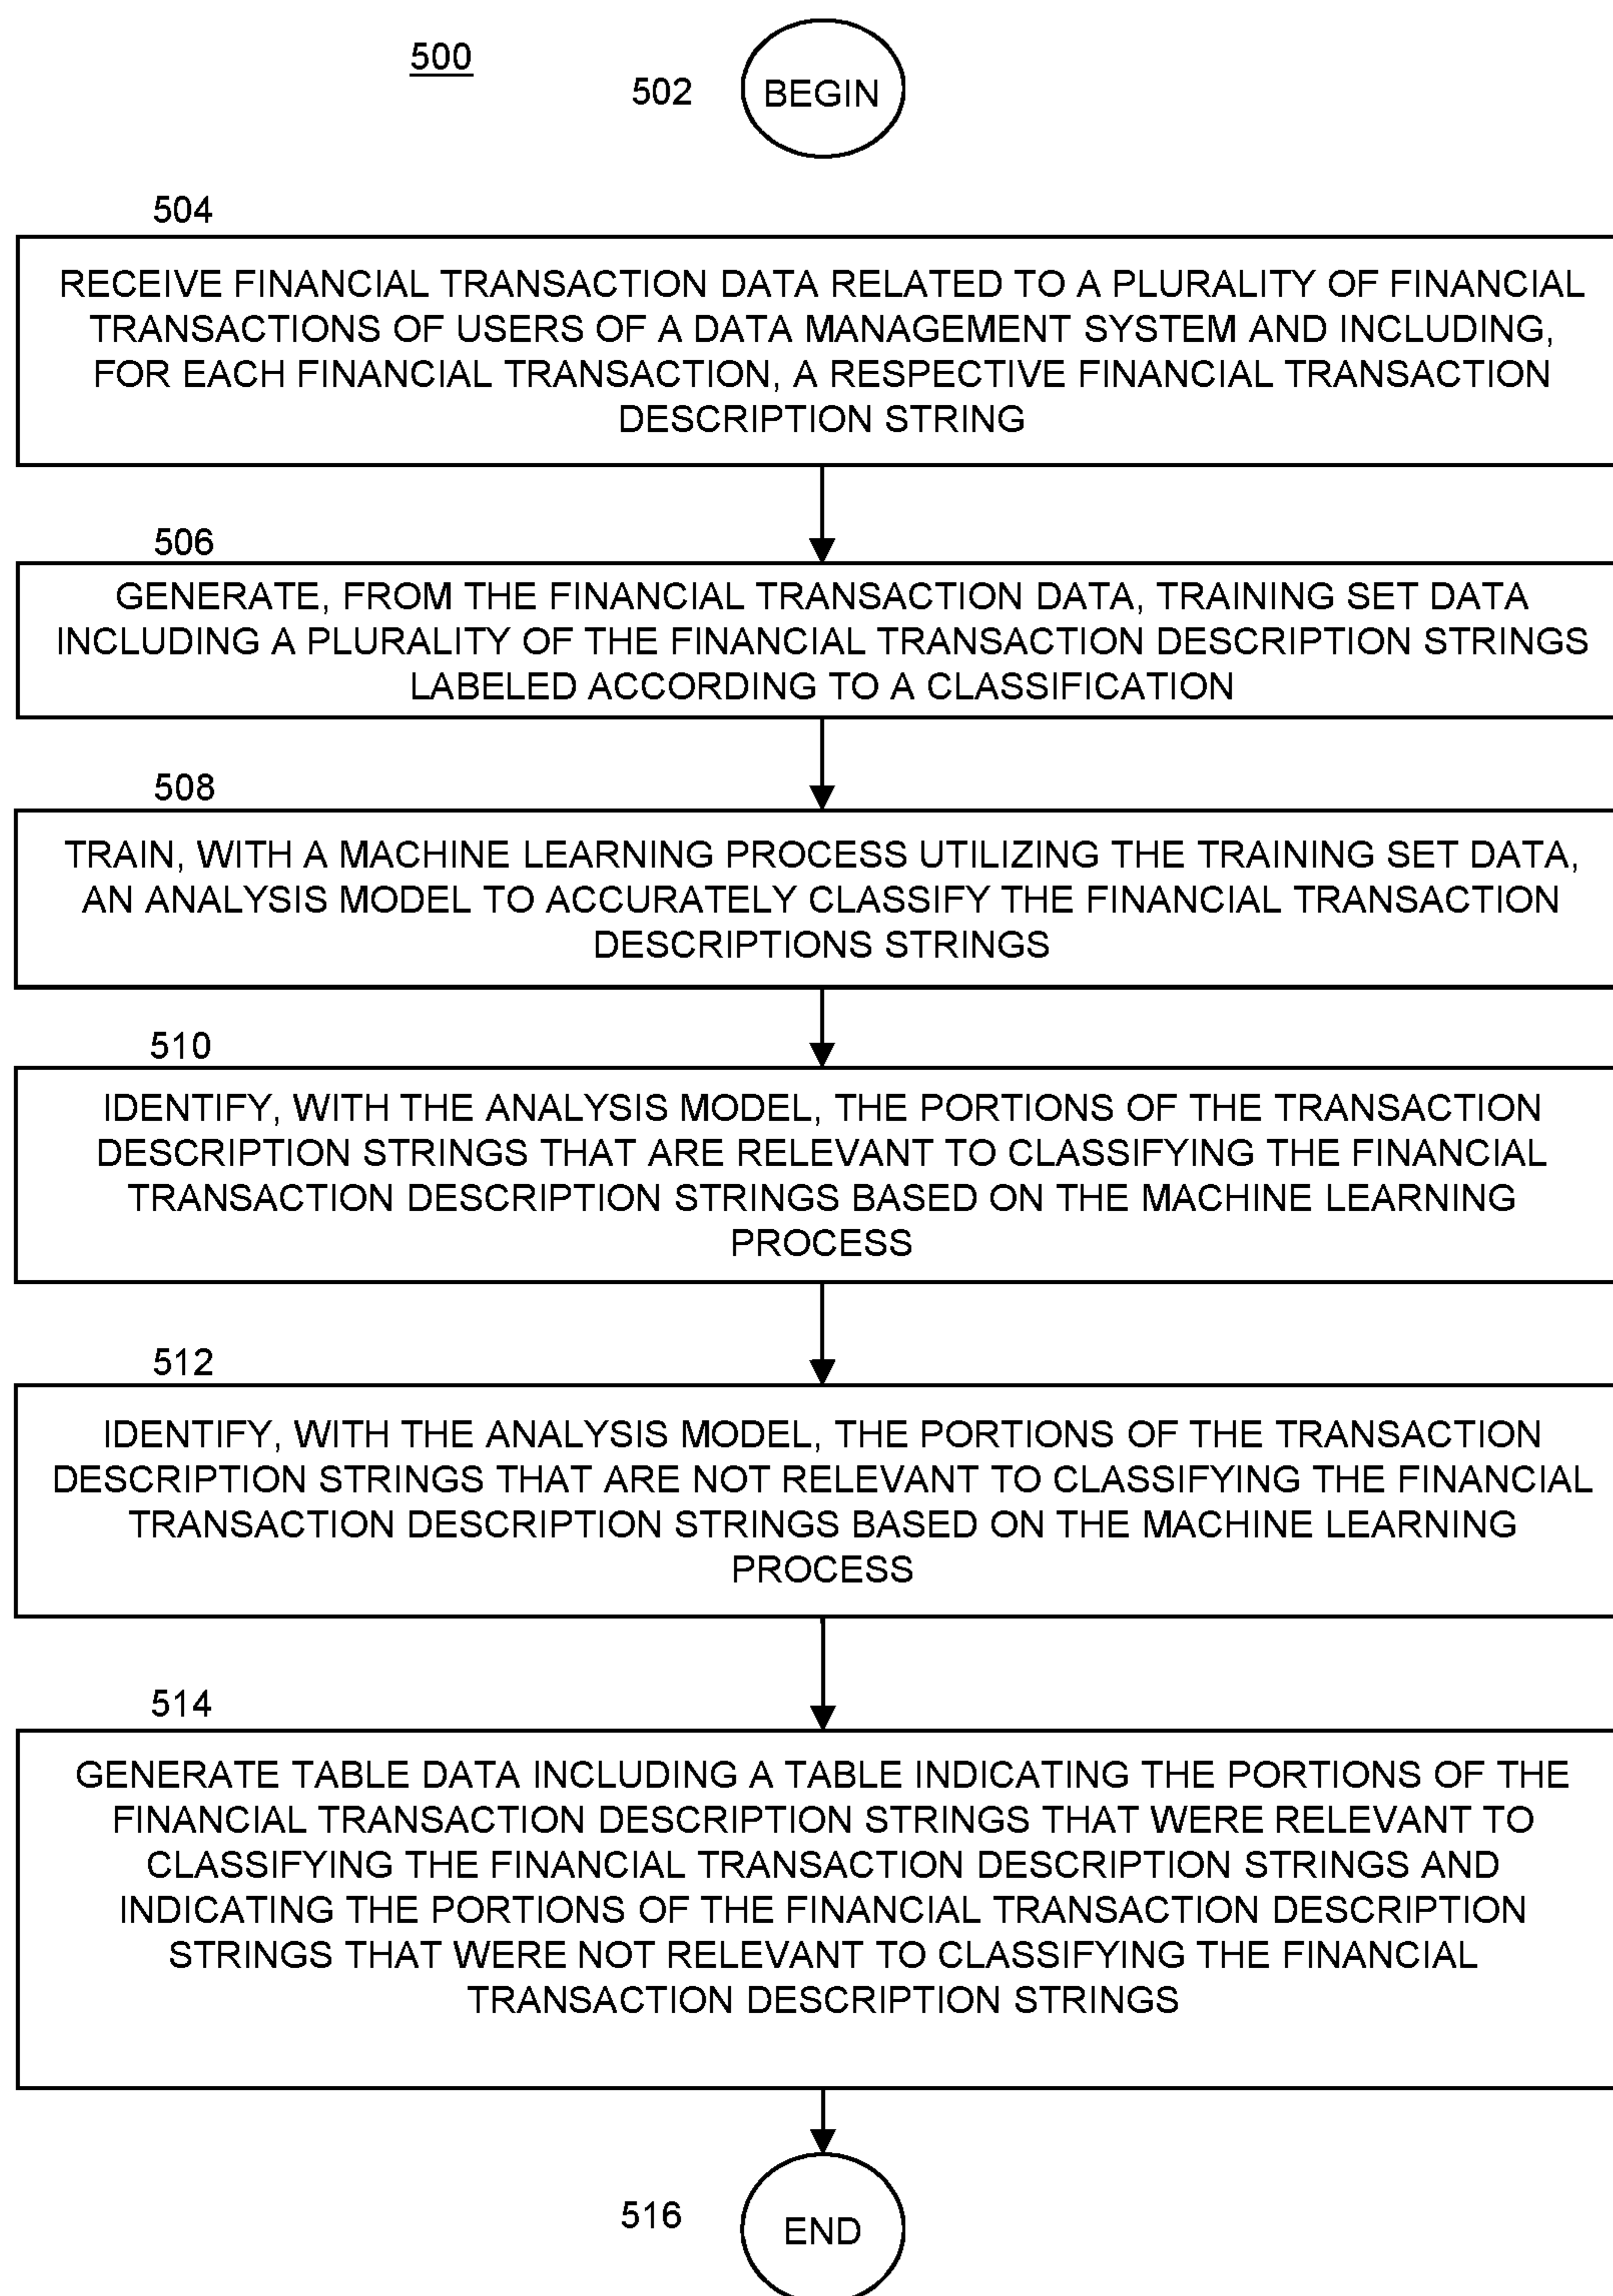 500
502
BEGIN
504
RECEIVE FINANCIAL TRANSACTION DATA RELATED TO A PLURALITY OF FINANCIAL
TRANSACTIONS OF USERS OF A DATA MANAGEMENT SYSTEM AND INCLUDING,
FOR EACH FINANCIAL TRANSACTION, A RESPECTIVE FINANCIAL TRANSACTION
DESCRIPTION STRING
506
GENERATE, FROM THE FINANCIAL TRANSACTION DATA, TRAINING SET DATA
INCLUDING A PLURALITY OF THE FINANCIAL TRANSACTION DESCRIPTION STRINGS
LABELED ACCORDING TO A CLASSIFICATION
508
TRAIN, WITH A MACHINE LEARNING PROCESS UTILIZING THE TRAINING SET DATA,
AN ANALYSIS MODEL TO ACCURATELY CLASSIFY THE FINANCIAL TRANSACTION
DESCRIPTIONS STRINGS
510
IDENTIFY, WITH THE ANALYSIS MODEL, THE PORTIONS OF THE TRANSACTION
DESCRIPTION STRINGS THAT ARE RELEVANT TO CLASSIFYING THE FINANCIAL
TRANSACTION DESCRIPTION STRINGS BASED ON THE MACHINE LEARNING
PROCESS
512
IDENTIFY, WITH THE ANALYSIS MODEL, THE PORTIONS OF THE TRANSACTION
DESCRIPTION STRINGS THAT ARE NOT RELEVANT TO CLASSIFYING THE FINANCIAL
TRANSACTION DESCRIPTION STRINGS BASED ON THE MACHINE LEARNING
PROCESS
514
GENERATE TABLE DATA INCLUDING A TABLE INDICATING THE PORTIONS OF THE
FINANCIAL TRANSACTION DESCRIPTION STRINGS THAT WERE RELEVANT TO
CLASSIFYING THE FINANCIAL TRANSACTION DESCRIPTION STRINGS AND
INDICATING THE PORTIONS OF THE FINANCIAL TRANSACTION DESCRIPTION
STRINGS THAT WERE NOT RELEVANT TO CLASSIFYING THE FINANCIAL
TRANSACTION DESCRIPTION STRINGS
516
END